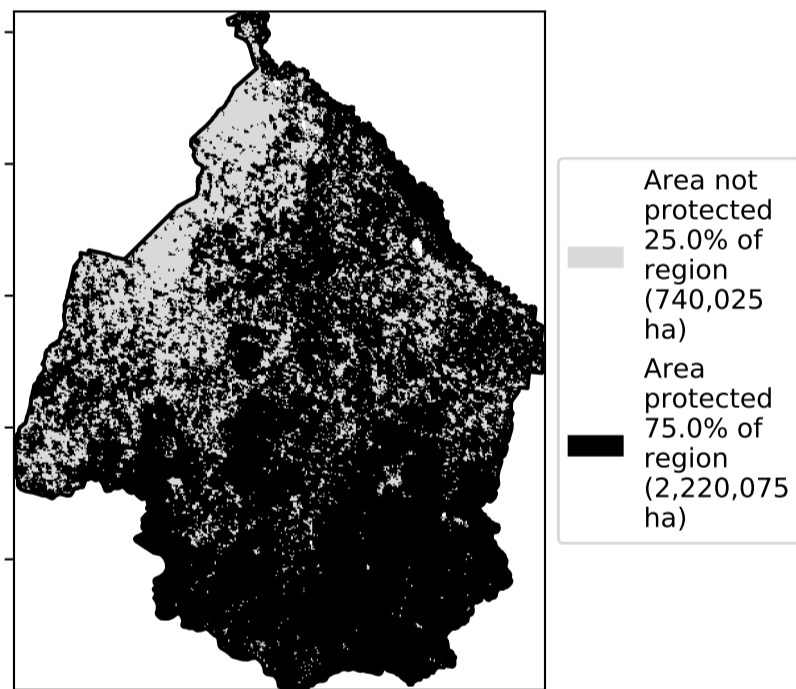 Area not
protected
25.0% of
region
(740,025
ha)
Area
protected
75.0% of
region
(2,220,075
ha)